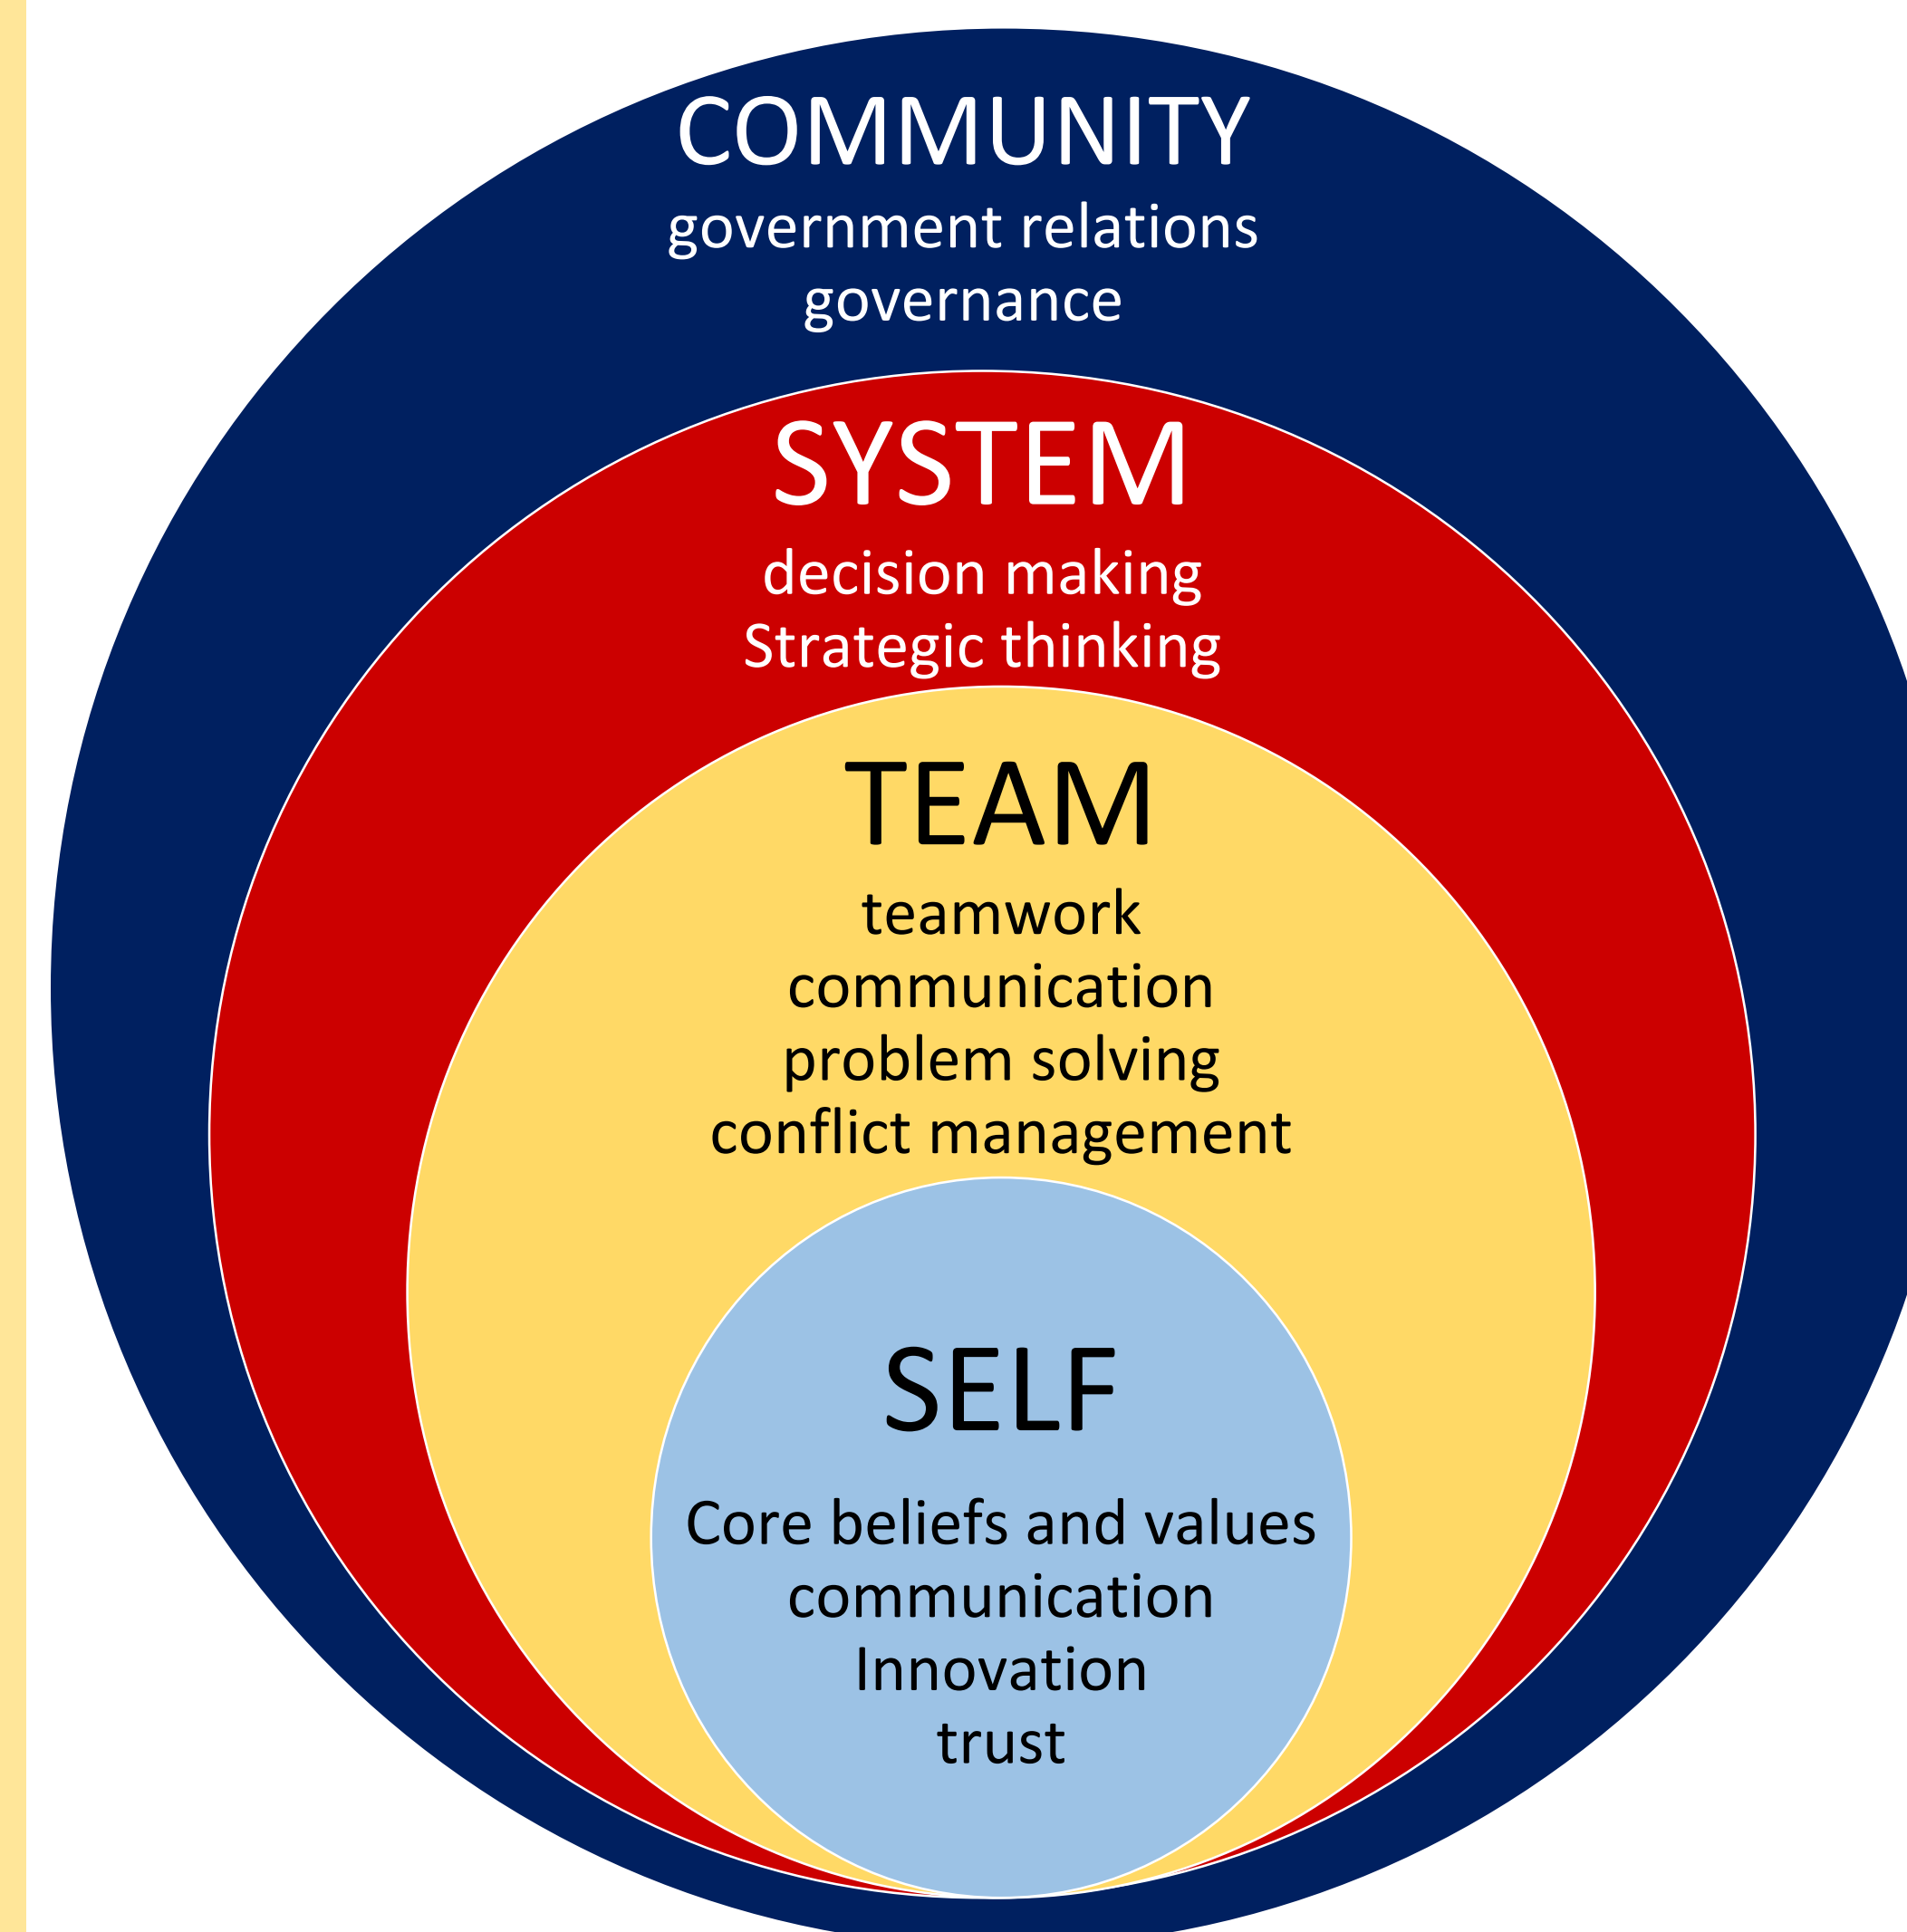 COMMUNITY
government relations
governance
SYSTEM
decision making
Strategic thinking
TEAM
teamwork
communication
problem solving
conflict management
SELF
Core beliefs and values
communication
Innovation
trust